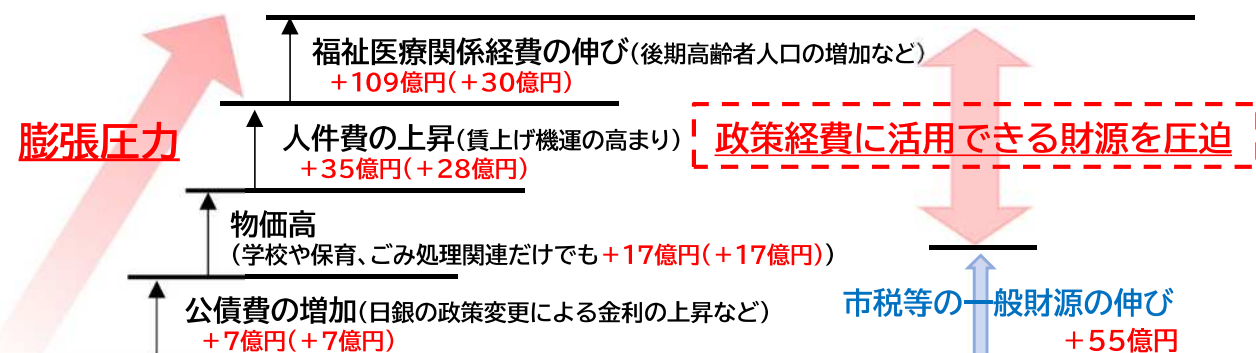 福祉医療関係経費の伸び(後期高齢者人口の増加など)
+109億円(+30億円)
膨張圧力
人件費の上昇(賃上げ機運の高まり)
+35億円(+28億円)
政策経費に活用できる財源を圧迫
物価高
(学校や保育、ごみ処理関連だけでも+17億円(+17億円))
公債費の増加(日銀の政策変更による金利の上昇など)
+7億円(+7億円)
市税等の一般財源の伸び
+55億円